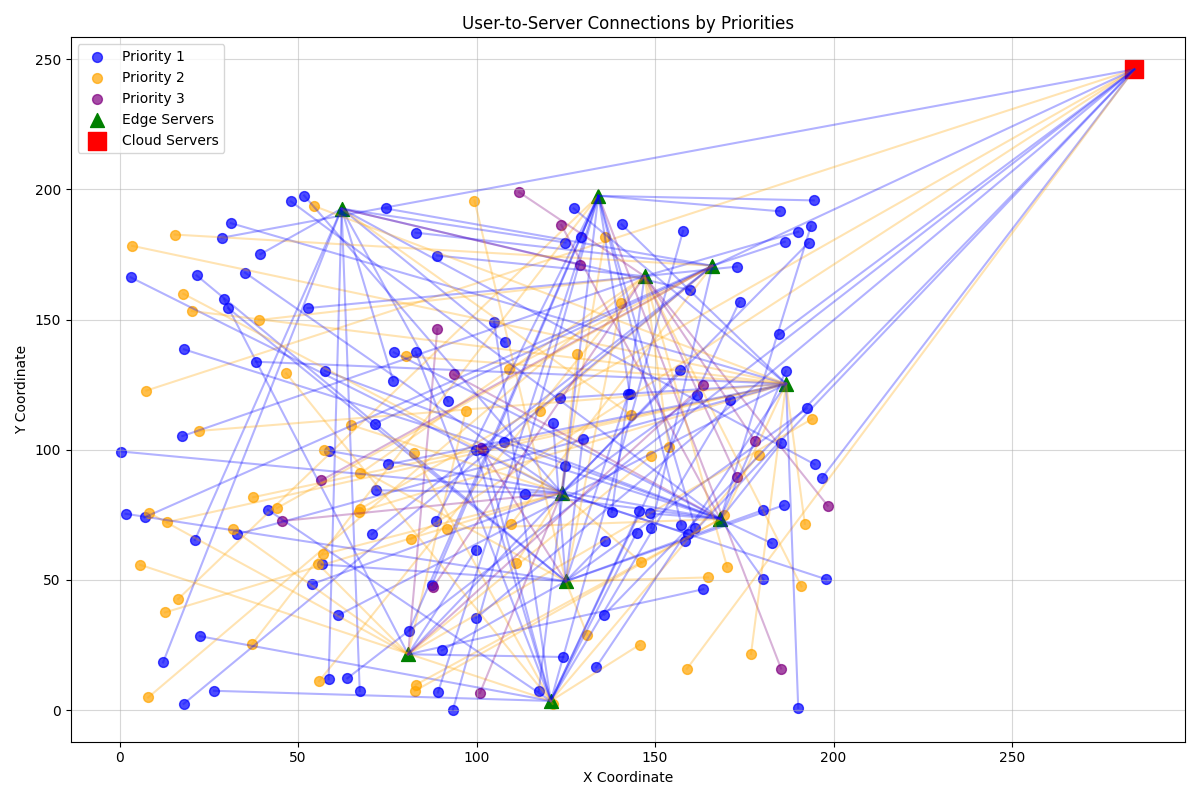 User-to-Server Connections by Priorities
Priority 1
Priority 2
Priority 3
Edge Servers
Cloud Servers
Y Coordinate
250
200
150
100
50
0
0 50 100 150 200 250
X Coordinate